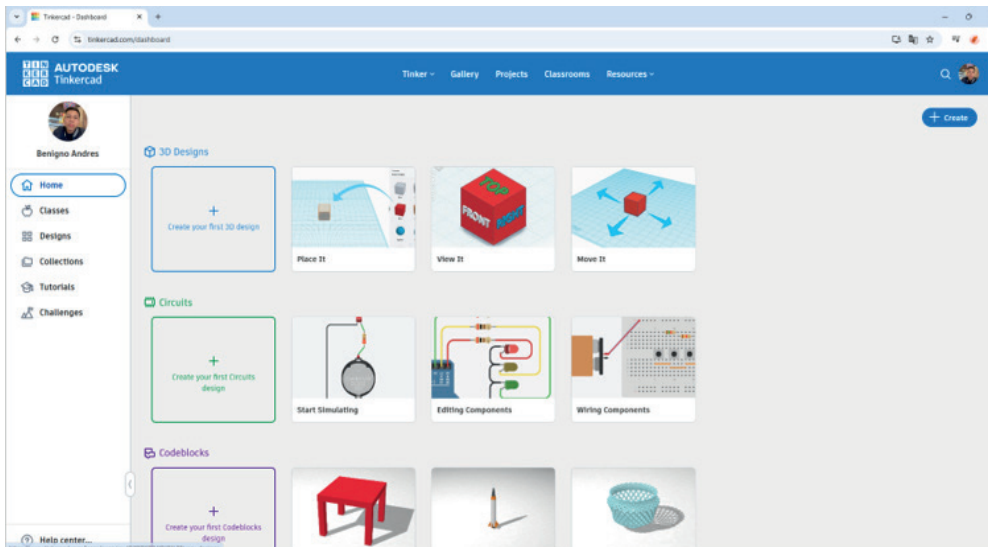 Tinkercad - Dashboard
tinkercad.com/dashboard
TIN
KER
CAD
AUTODESK
Tinkercad
Tinker
Gallery
Projects
Classrooms
Resources
Benigno Andres
Home
Classes
Designs
Collections
Tutorials
Challenges
Help center...
+ Create
3D Designs
+
Create your first 3D design
Place It
TOP
FRONT
RIGHT
View It
Move It
Circuits
+
Create your first Circuits
design
Start Simulating
Editing Components
Wiring Components
Codeblocks
+
Create your first Codeblocks
design